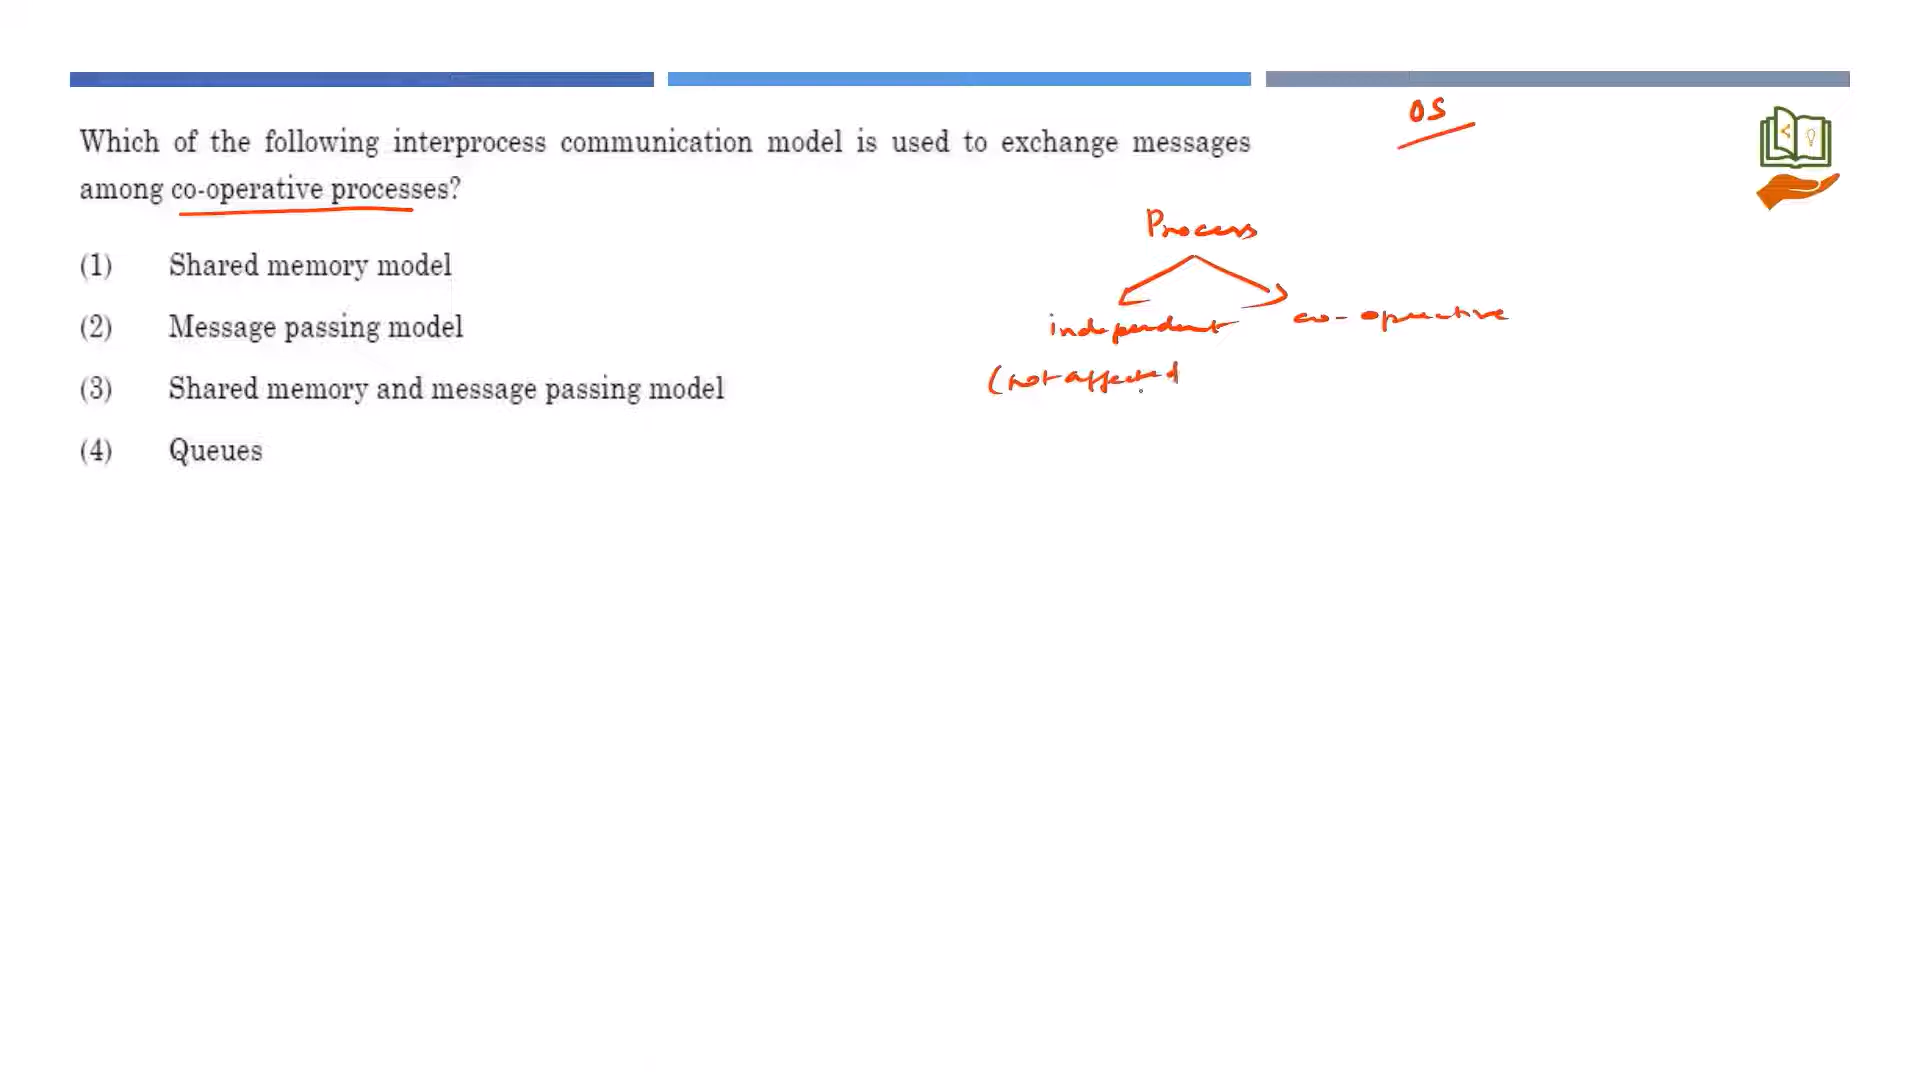 OS
Which of the following interprocess communication model is used to exchange messages
among co-operative processes?
Process
(1) Shared memory model
independent co-operative
(2) Message passing model
(not affected
(3) Shared memory and message passing model
(4) Queues